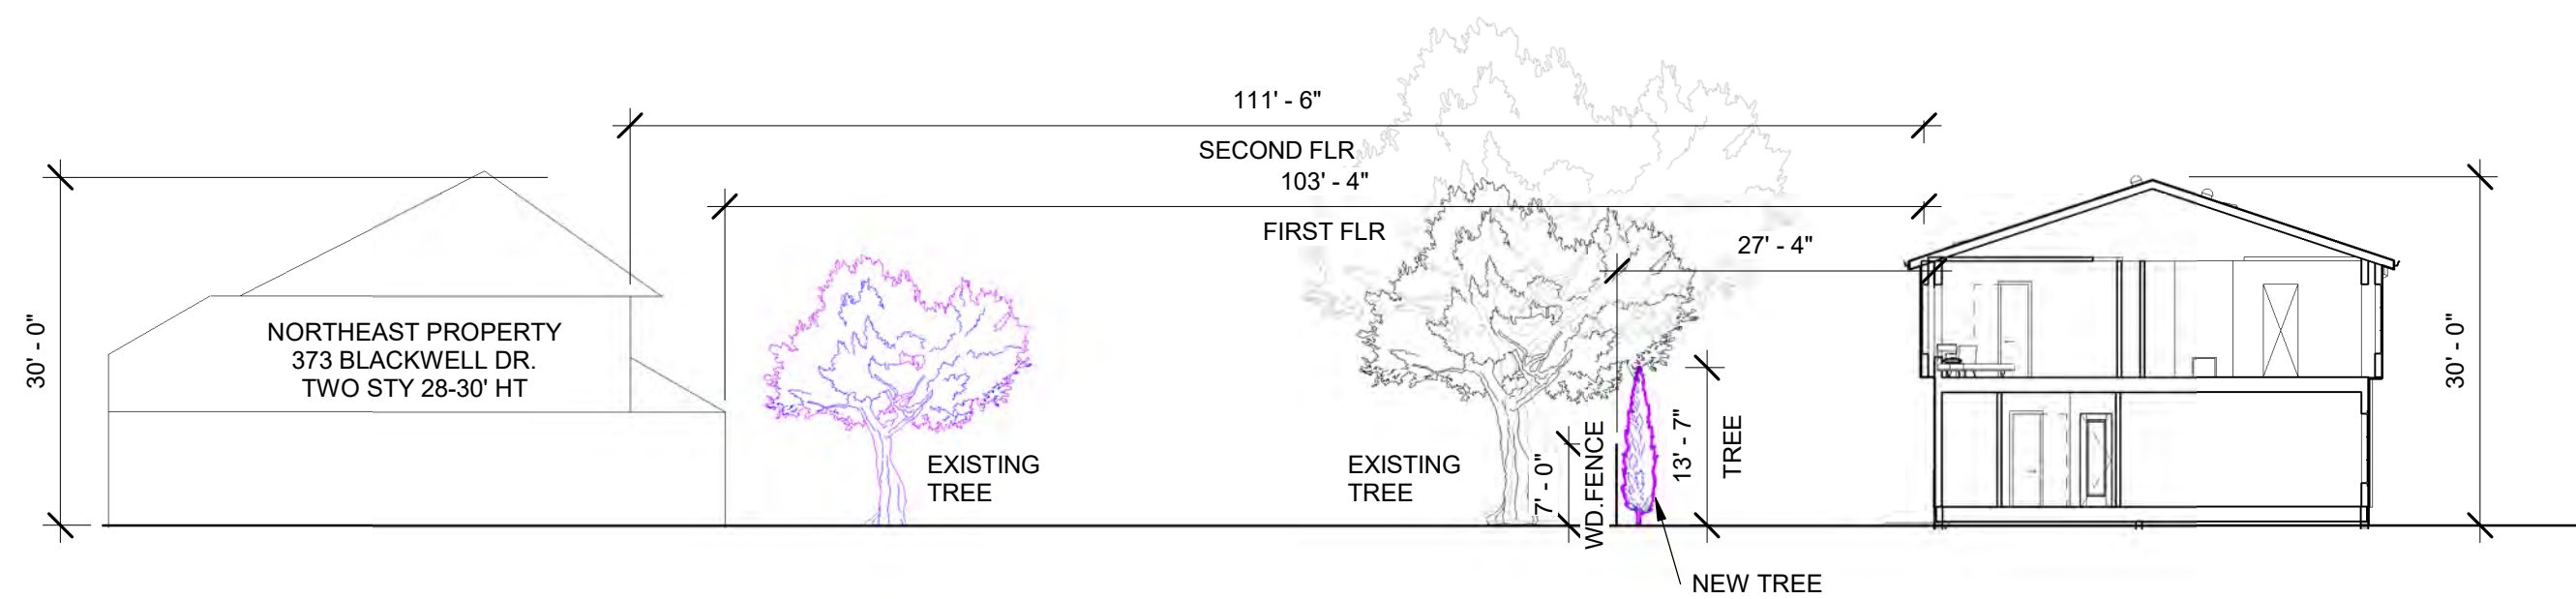 111' - 6"
SECOND FLR
103' - 4"
FIRST FLR
27' - 4"
30' - 0"
NORTHEAST PROPERTY
373 BLACKWELL DR.
TWO STY 28-30' HT
EXISTING
TREE
EXISTING
TREE
7' - 0"
WD.FENCE
13' - 7"
TREE
30' - 0"
NEW TREE